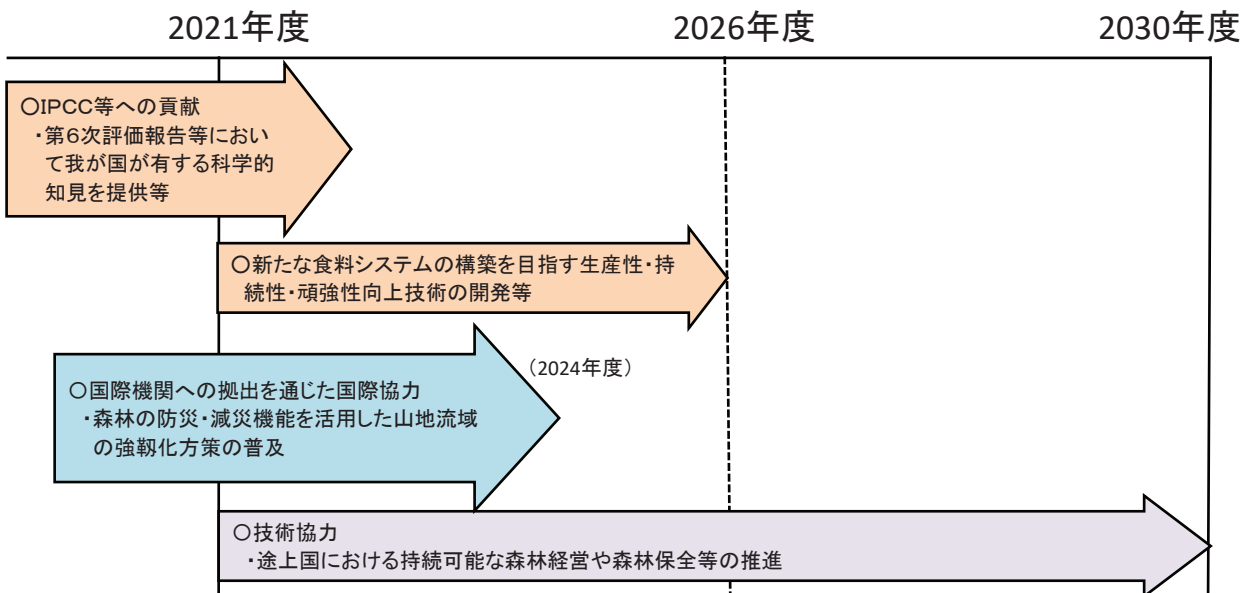 2021年度
2026年度
2030年度
○IPCC等への貢献
・第6次評価報告等におい
て我が国が有する科学的
知見を提供等
○新たな食料システムの構築を目指す生産性・持
続性・頑強性向上技術の開発等
（2024年度）
○国際機関への拠出を通じた国際協力
・森林の防災・減災機能を活用した山地流域
の強靱化方策の普及
○技術協力
・途上国における持続可能な森林経営や森林保全等の推進